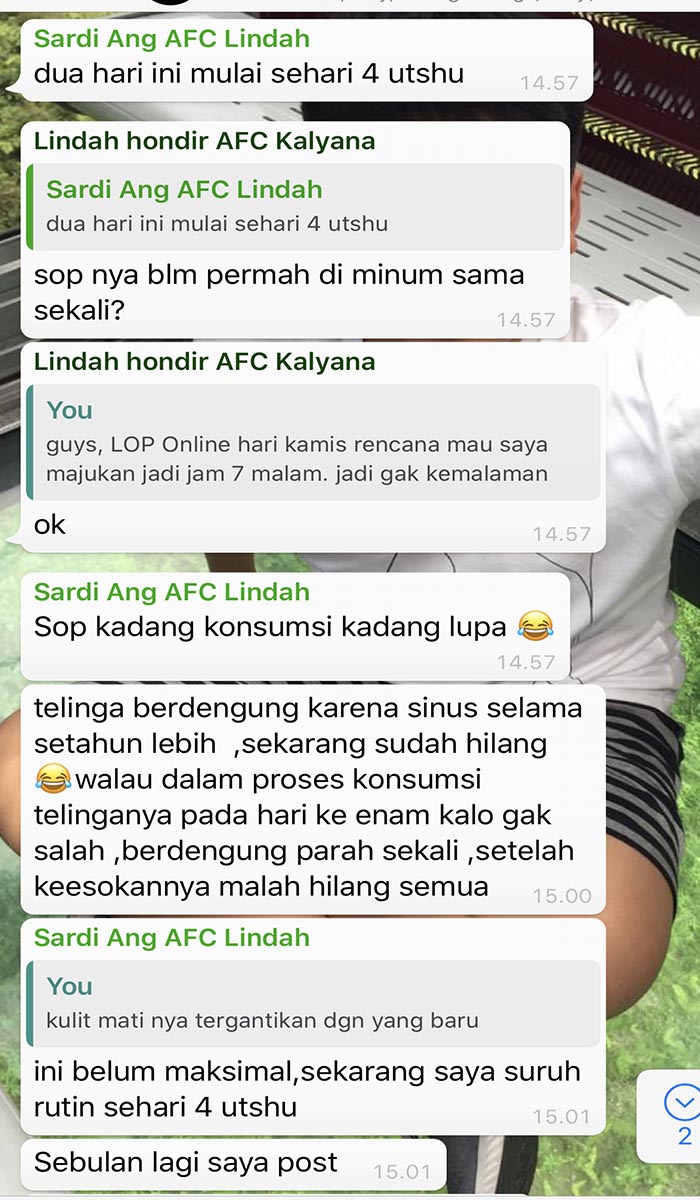 Sardi Ang AFC Lindah
dua hari ini mulai sehari 4 utshu
14.57
Lindah hondir AFC Kalyana
Sardi Ang AFC Lindah
dua hari ini mulai sehari 4 utshu
sop nya blm permah di minum sama
sekali?
14.57
Lindah hondir AFC Kalyana
You
guys, LOP Online hari kamis rencana mau saya
majukan jadi jam 7 malam. jadi gak kemalaman
ok
14.57
Sardi Ang AFC Lindah
Sop kadang konsumsi kadang lupa 😂
14.57
telinga berdengung karena sinus selama
setahun lebih ,sekarang sudah hilang
😂walau dalam proses konsumsi
telinganya pada hari ke enam kalo gak
salah ,berdengung parah sekali ,setelah
keesokannya malah hilang semua
15.00
Sardi Ang AFC Lindah
You
kulit mati nya tergantikan dgn yang baru
ini belum maksimal,sekarang saya suruh
rutin sehari 4 utshu
15.01
Sebulan lagi saya post
15.01
2